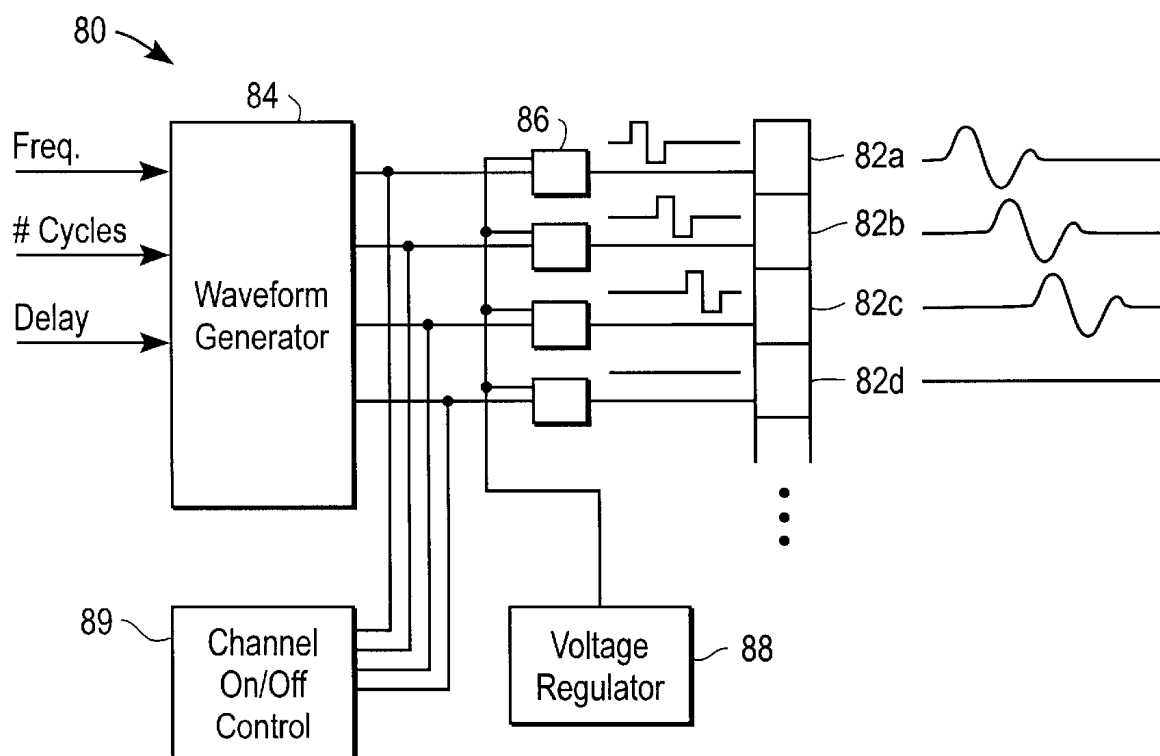 80
84
Freq.
# Cycles
Delay
Waveform
Generator
86
82a
82b
82c
82d
89
Channel
On/Off
Control
Voltage
Regulator
88